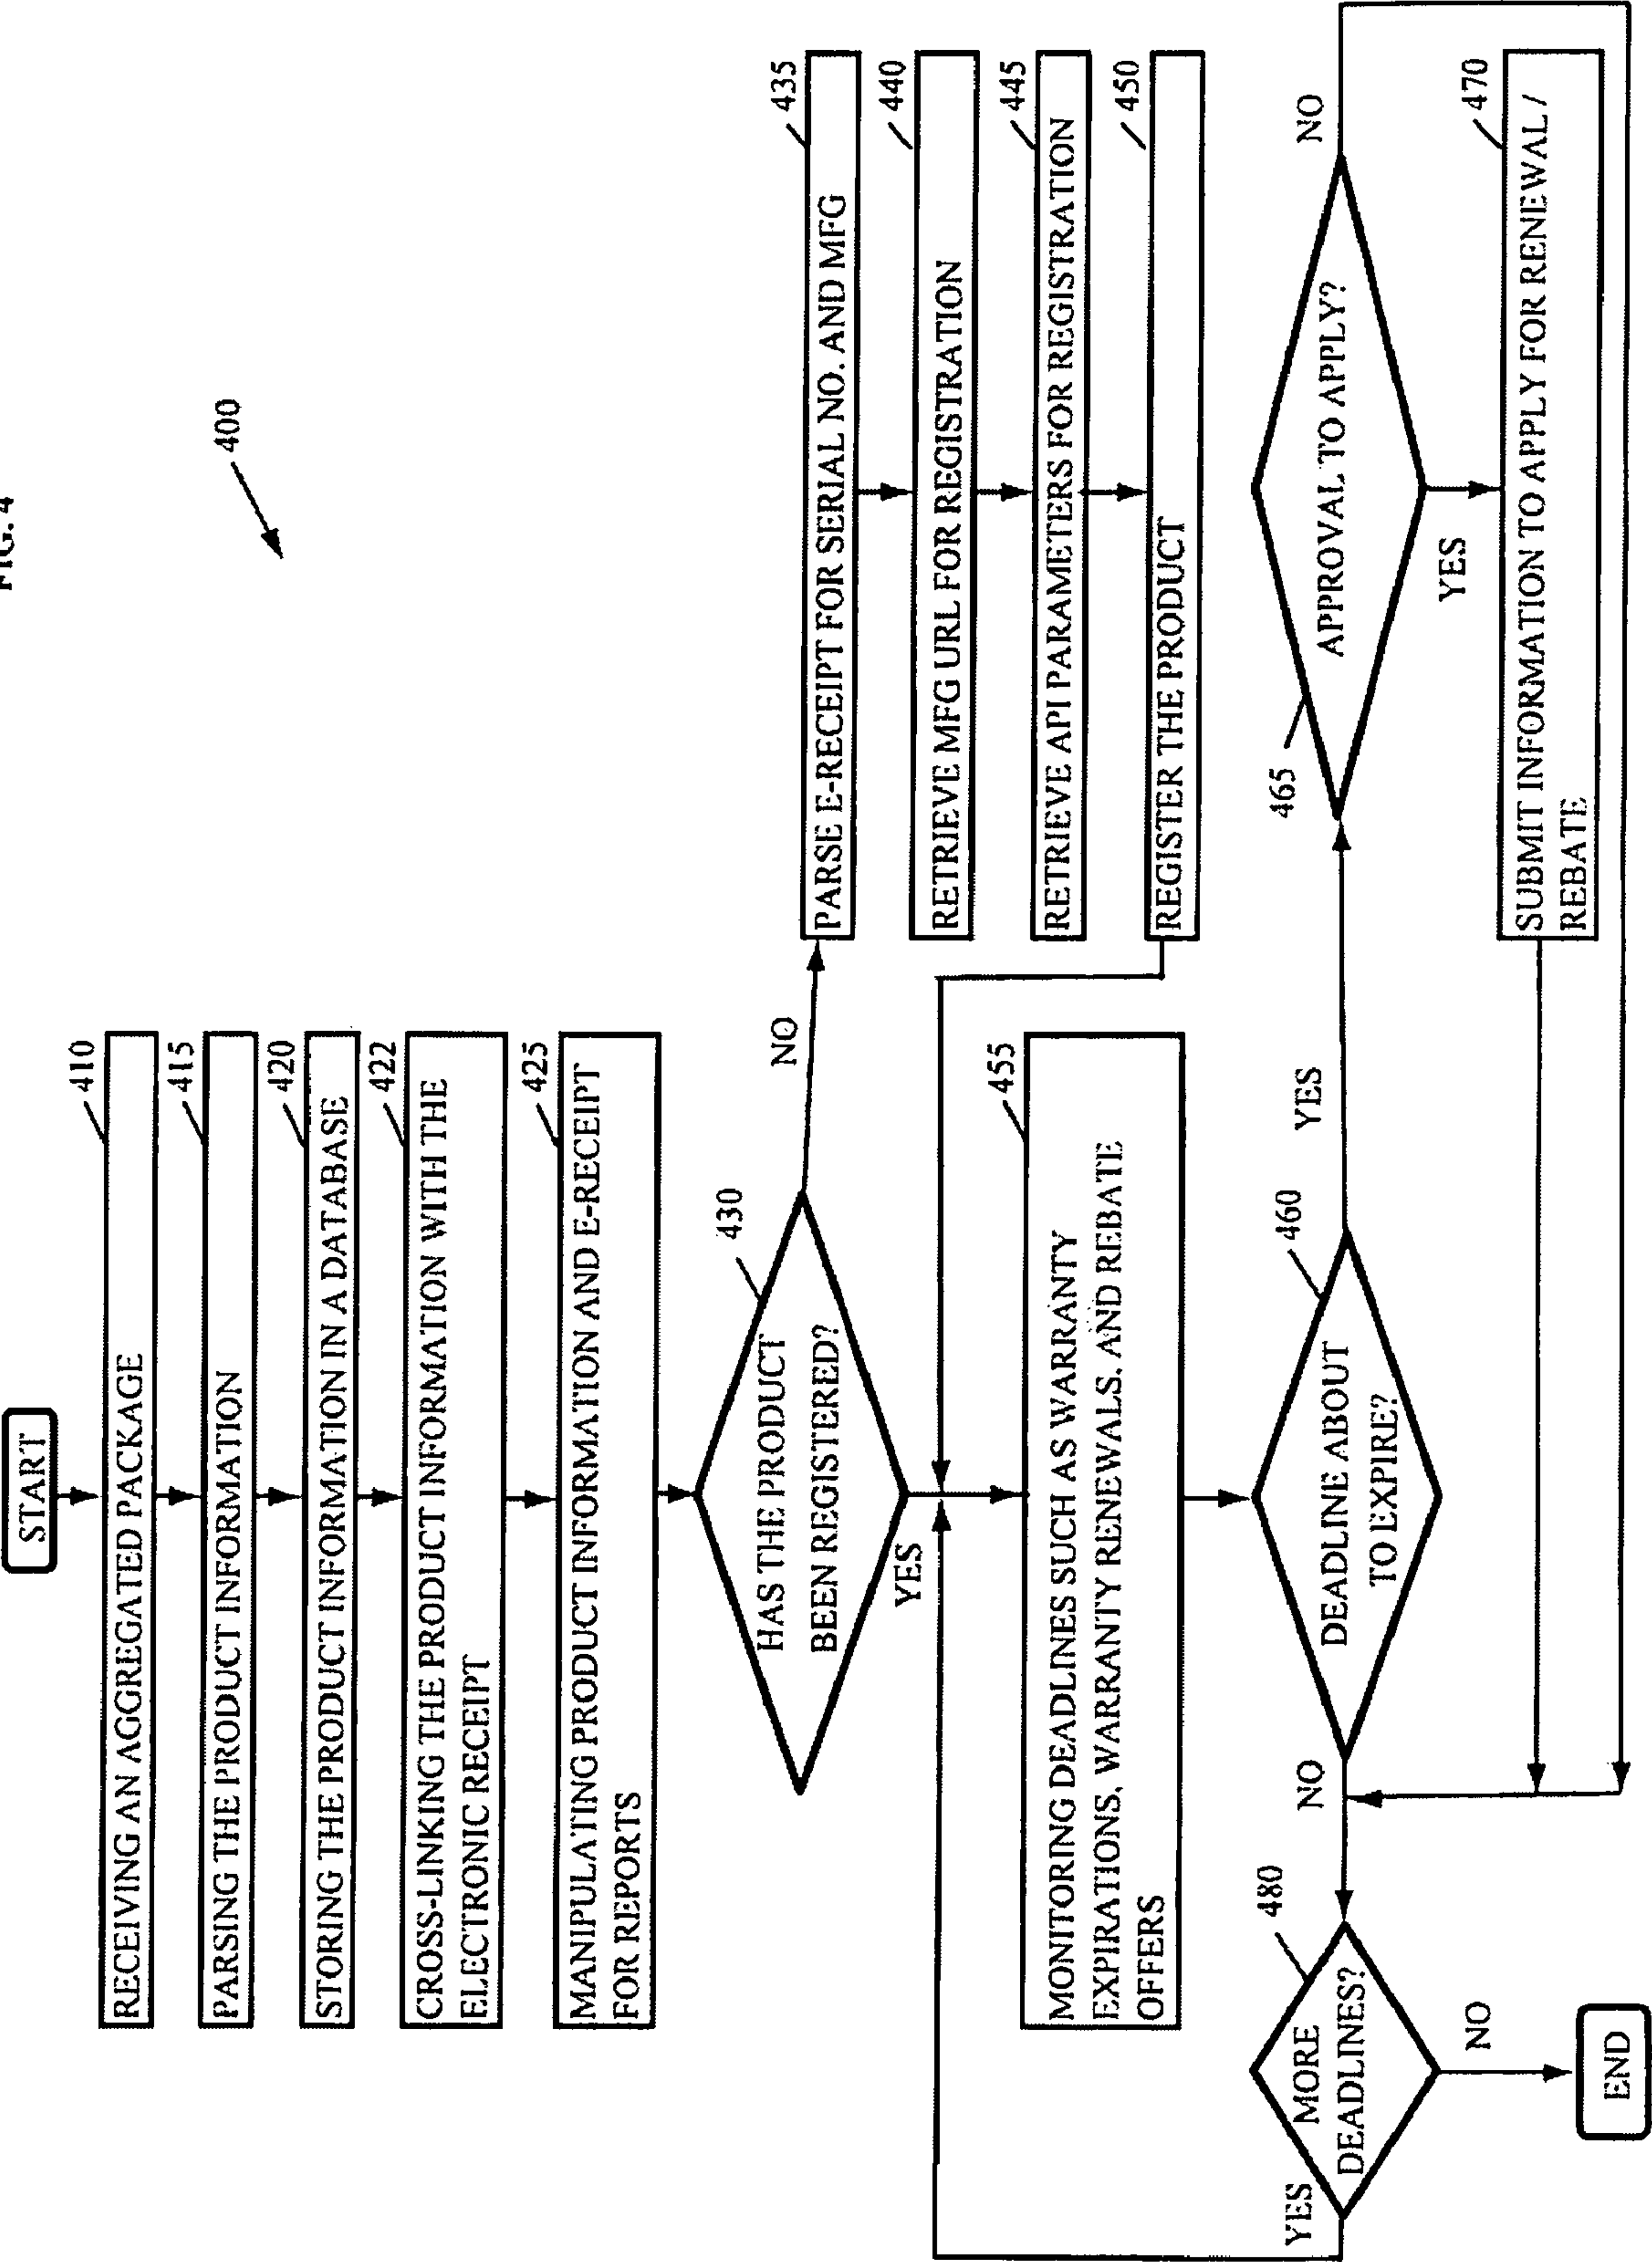 FIG. 4
400
START
410
RECEIVING AN AGGREGATED PACKAGE
415
PARSING THE PRODUCT INFORMATION
420
STORING THE PRODUCT INFORMATION IN A DATABASE
422
CROSS-LINKING THE PRODUCT INFORMATION WITH THE
ELECTRONIC RECEIPT
425
MANIPULATING PRODUCT INFORMATION AND E-RECEIPT
FOR REPORTS
430
HAS THE PRODUCT
BEEN REGISTERED?
NO
YES
435
PARSE E-RECEIPT FOR SERIAL NO. AND MFG
440
RETRIEVE MFG URL FOR REGISTRATION
445
RETRIEVE API PARAMETERS FOR REGISTRATION
450
REGISTER THE PRODUCT
455
MONITORING DEADLINES SUCH AS WARRANTY
EXPIRATIONS, WARRANTY RENEWALS, AND REBATE
OFFERS
460
DEADLINE ABOUT
TO EXPIRE?
YES
NO
465
APPROVAL TO APPLY?
NO
YES
470
SUBMIT INFORMATION TO APPLY FOR RENEWAL /
REBATE
480
MORE
DEADLINES?
YES
NO
END